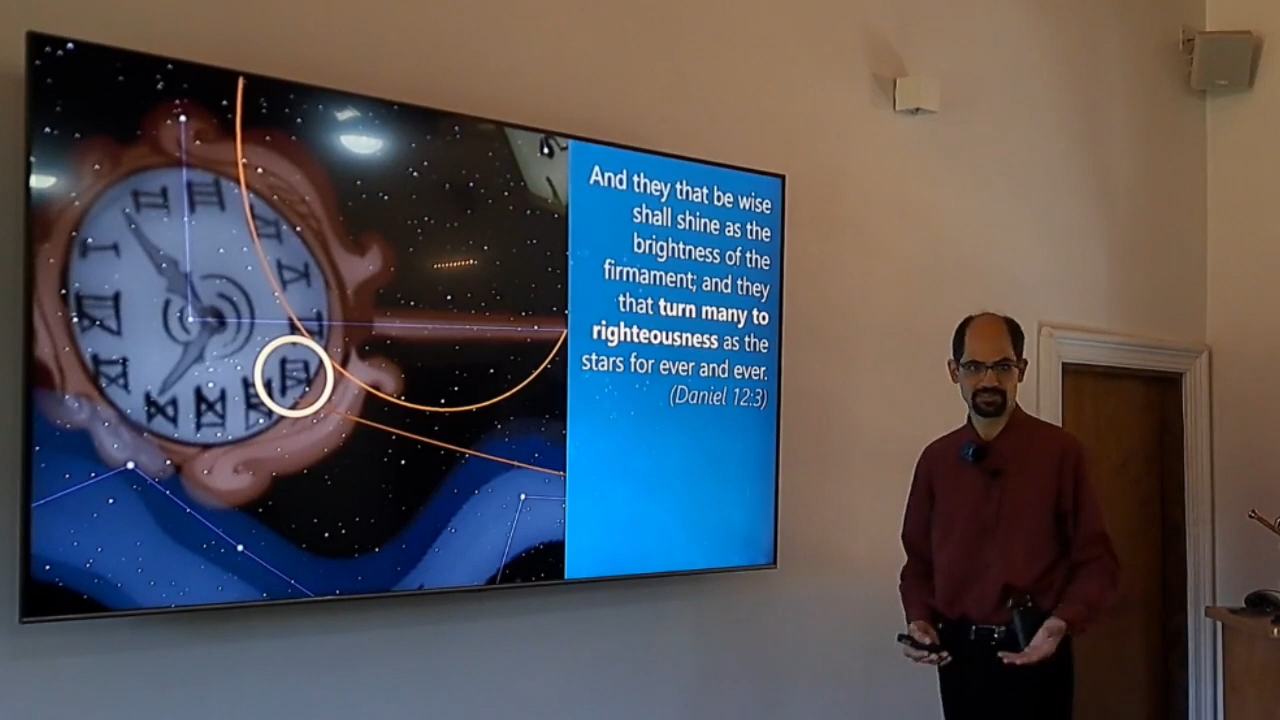 And they that be wise
shall shine as the
brightness of the
firmament; and they
that turn many to
righteousness as the
stars for ever and ever.
(Daniel 12:3)